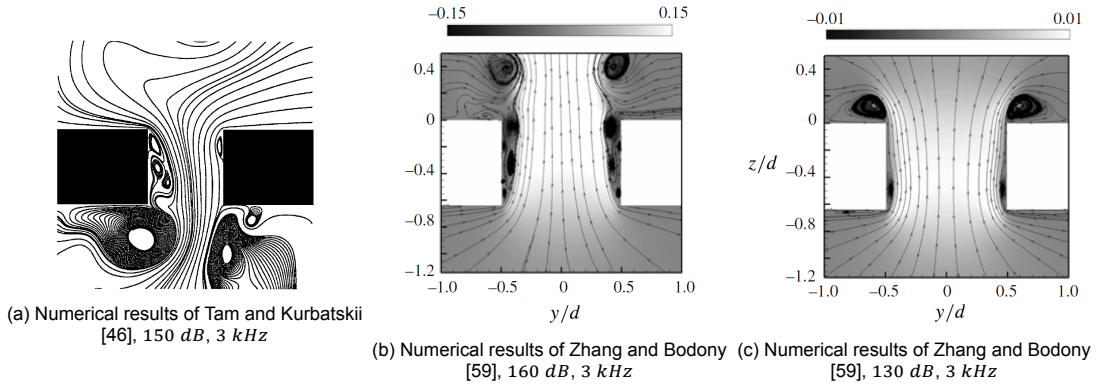 −0.15 0.15
0.4
0
−0.4
−0.8
−1.2
−1.0 −0.5 0 0.5 1.0
y/d
−0.01 0.01
z/d
0.4
0
−0.4
−0.8
−1.2
−1.0 −0.5 0 0.5 1.0
y/d
(a) Numerical results of Tam and Kurbatskii
[46], 150 dB, 3 kHz
(b) Numerical results of Zhang and Bodony
[59], 160 dB, 3 kHz
(c) Numerical results of Zhang and Bodony
[59], 130 dB, 3 kHz